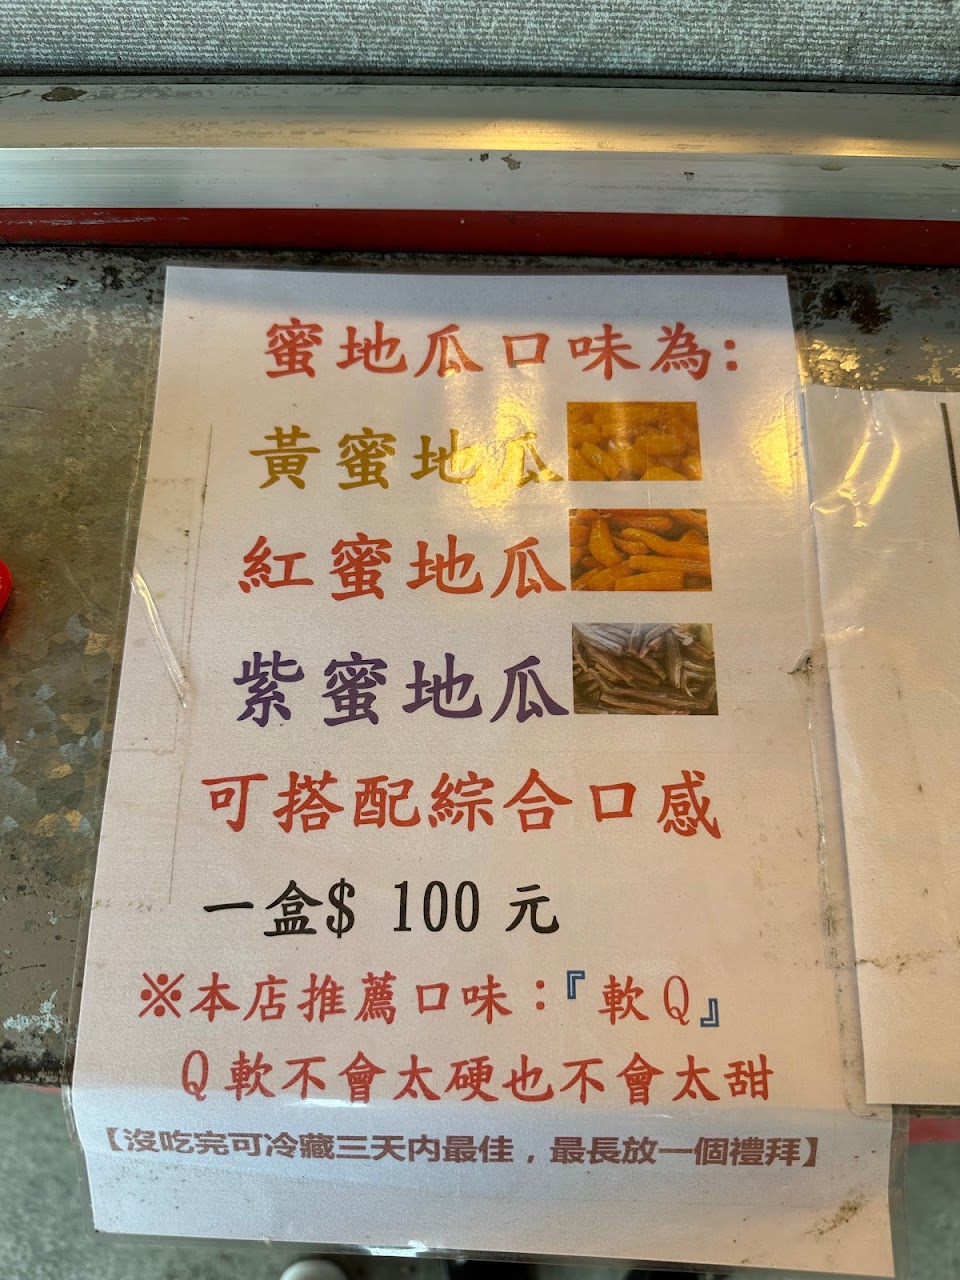 蜜地瓜口味為:
黃蜜地瓜
紅蜜地瓜
紫蜜地瓜
可搭配綜合口感
一盒$ 100 元
※本店推薦口味：『軟Q』
Q軟不會太硬也不會太甜
【沒吃完可冷藏三天內最佳，最長放一個禮拜】